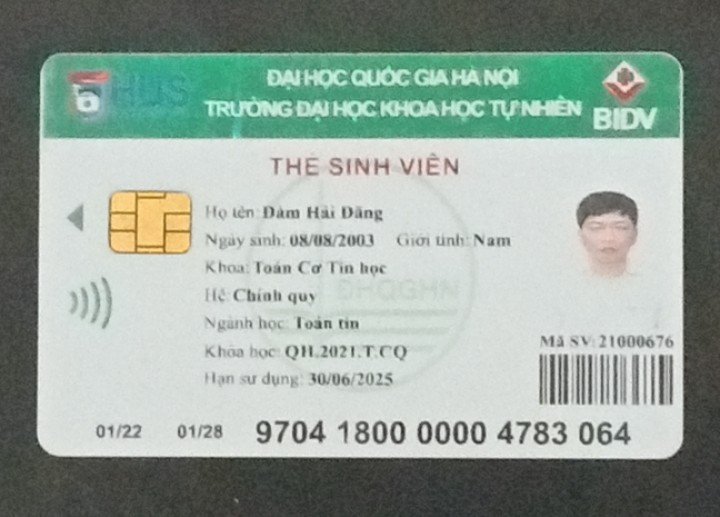 HUS
ĐẠI HỌC QUỐC GIA HÀ NỘI
TRƯỜNG ĐẠI HỌC KHOA HỌC TỰ NHIÊN
BIDV
THẺ SINH VIÊN
Họ tên: Đàm Hải Đăng
Ngày sinh: 08/08/2003 Giới tính: Nam
Khoa: Toán Cơ Tin học
Hệ: Chính quy
ĐHQGHN
Ngành học: Toán tin
Khóa học: QH.2021.T.CQ
Hạn sử dụng: 30/06/2025
Mã SV: 21000676
01/22 01/28 9704 1800 0000 4783 064